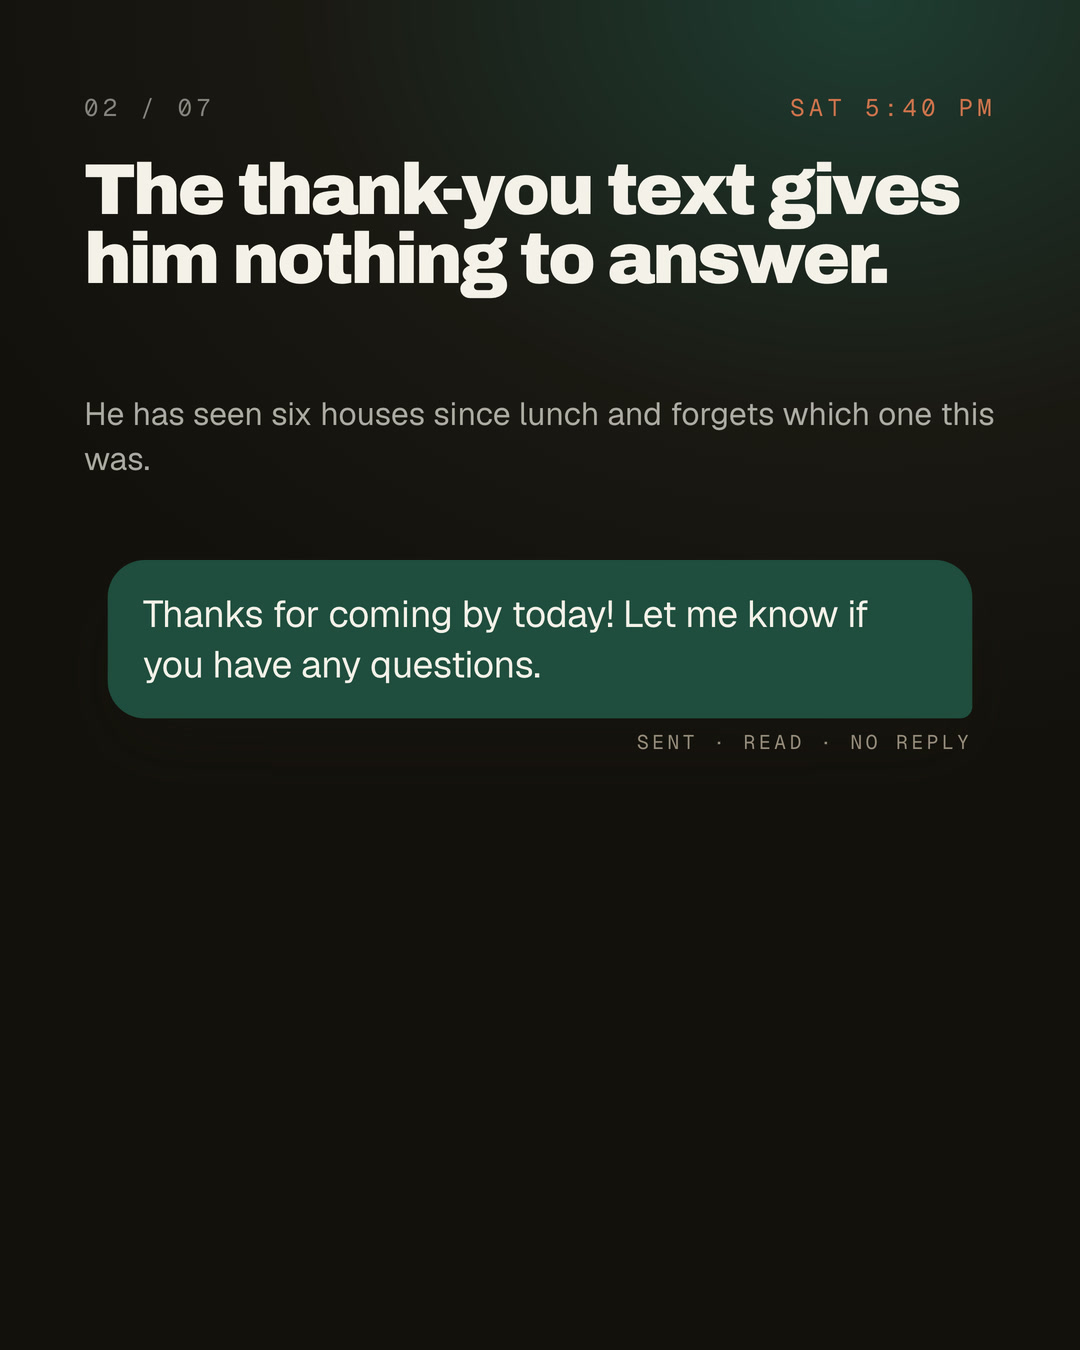 02 / 07
SAT 5:40 PM
The thank-you text gives
him nothing to answer.
He has seen six houses since lunch and forgets which one this
was.
Thanks for coming by today! Let me know if
you have any questions.
SENT · READ · NO REPLY